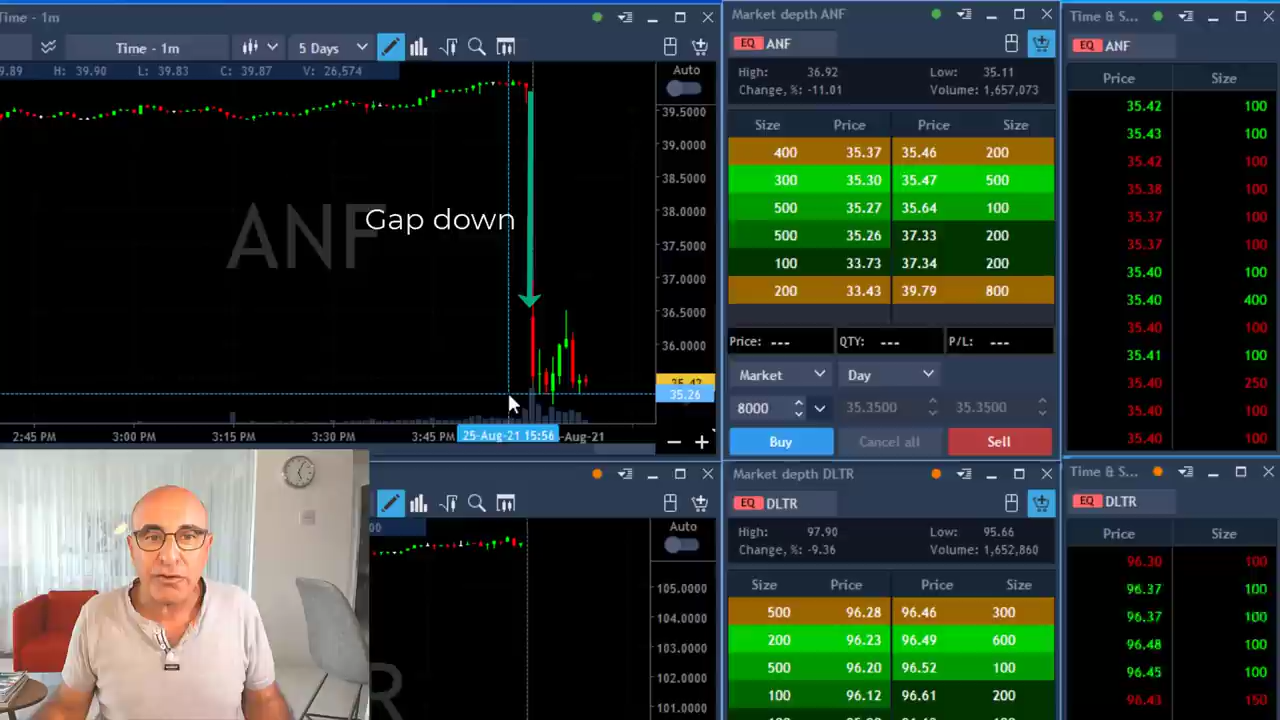 Time - 1m
Time - 1m
5 Days
9.89 H: 39.90 L: 39.83 C: 39.87 V: 26,574
Auto
39.5000
39.0000
38.5000
38.0000
37.5000
37.0000
36.5000
36.0000
35.26
ANF
Gap down
2:45 PM 3:00 PM 3:15 PM 3:30 PM 3:45 PM 25-Aug-21 15:56 -Aug-21
Market depth ANF
EQ ANF
High: 36.92 Low: 35.11
Change, %: -11.01 Volume: 1,657,073
Size Price Price Size
400 35.37 35.46 200
300 35.30 35.47 500
500 35.27 35.64 100
500 35.26 37.33 200
100 33.73 37.34 200
200 33.43 39.79 800
Price: --- QTY: --- P/L: ---
Market Day
8000 35.3500 35.3500
Buy Cancel all Sell
Time & S...
EQ ANF
Price Size
35.42 100
35.43 100
35.42 100
35.38 100
35.37 100
35.37 100
35.40 100
35.40 400
35.40 100
35.41 100
35.40 250
35.40 100
35.40 100
00
Auto
105.0000
104.0000
103.0000
102.0000
101.0000
R
Market depth DLTR
EQ DLTR
High: 97.90 Low: 95.66
Change, %: -9.36 Volume: 1,652,860
Size Price Price Size
500 96.28 96.46 300
200 96.23 96.49 600
500 96.20 96.52 100
100 96.12 96.61 200
Time & S...
EQ DLTR
Price Size
96.30 100
96.37 100
96.37 100
96.48 100
96.45 100
96.43 150